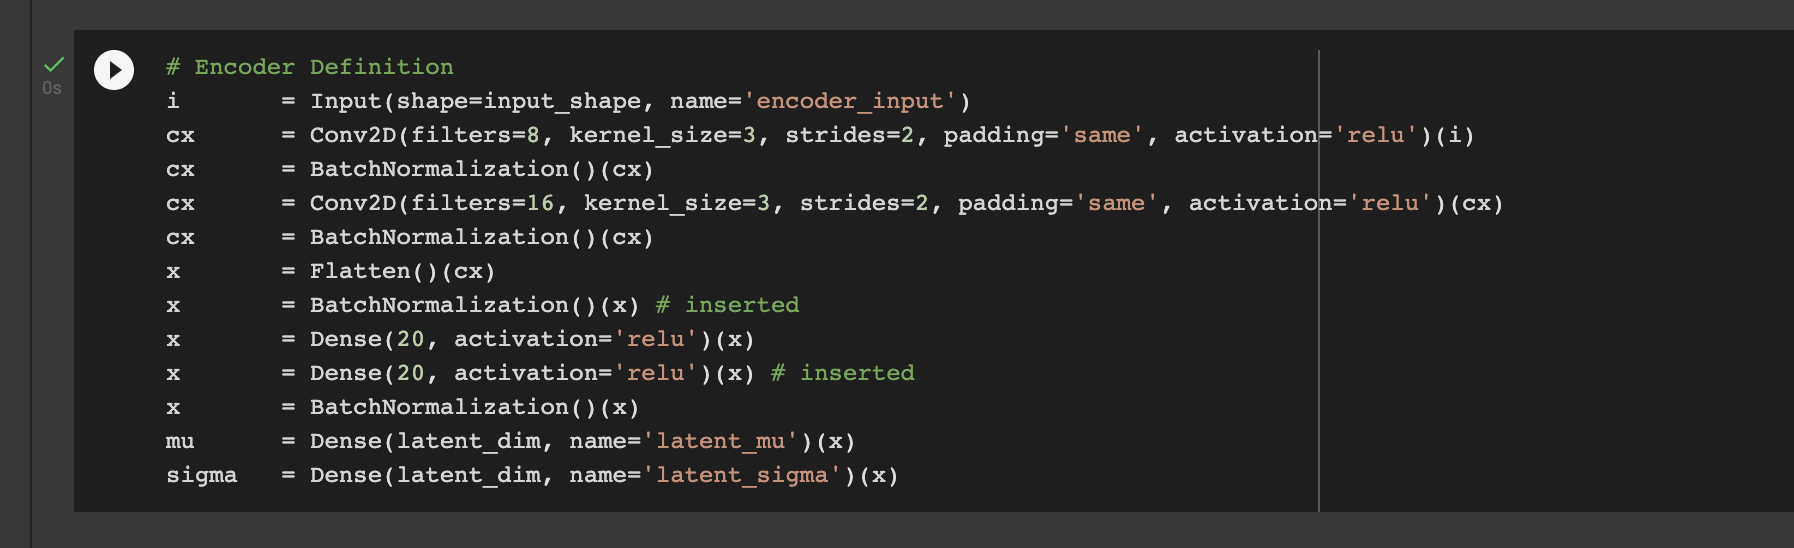 0s
# Encoder Definition
i       = Input(shape=input_shape, name='encoder_input')
cx      = Conv2D(filters=8, kernel_size=3, strides=2, padding='same', activation='relu')(i)
cx      = BatchNormalization()(cx)
cx      = Conv2D(filters=16, kernel_size=3, strides=2, padding='same', activation='relu')(cx)
cx      = BatchNormalization()(cx)
x       = Flatten()(cx)
x       = BatchNormalization()(x) # inserted
x       = Dense(20, activation='relu')(x)
x       = Dense(20, activation='relu')(x) # inserted
x       = BatchNormalization()(x)
mu      = Dense(latent_dim, name='latent_mu')(x)
sigma   = Dense(latent_dim, name='latent_sigma')(x)